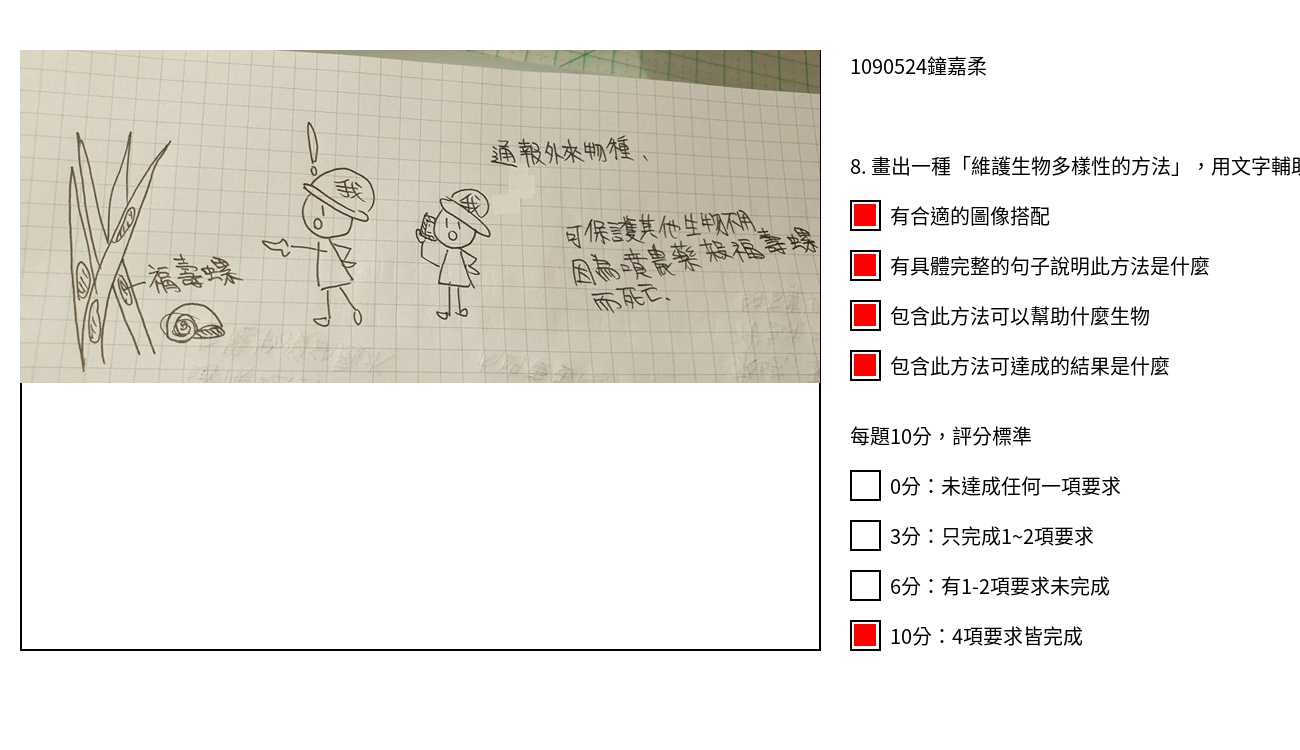 1090524鐘嘉柔
8. 畫出一種「維護生物多樣性的方法」，用文字輔
有合適的圖像搭配
有具體完整的句子說明此方法是什麼
包含此方法可以幫助什麼生物
包含此方法可達成的結果是什麼
每題10分，評分標準
0分：未達成任何一項要求
3分：只完成1~2項要求
6分：有1-2項要求未完成
10分：4項要求皆完成
通報外來物種、
可保護其他生物不用
因為噴農藥殺福壽螺
而死亡.
福壽螺
!
我
我